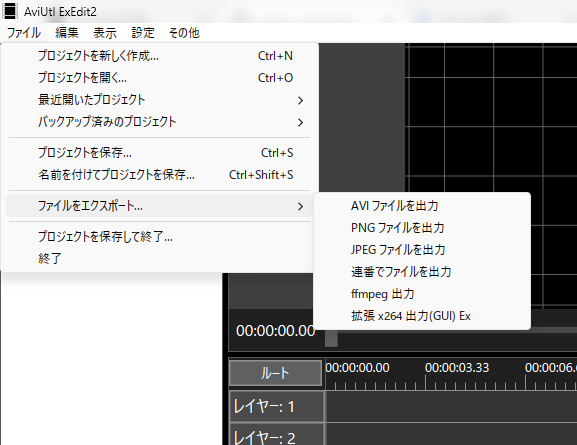 AviUtl ExEdit2
ファイル 編集 表示 設定 その他
プロジェクトを新しく作成... Ctrl+N
プロジェクトを開く... Ctrl+O
最近開いたプロジェクト
バックアップ済みのプロジェクト
プロジェクトを保存... Ctrl+S
名前を付けてプロジェクトを保存... Ctrl+Shift+S
ファイルをエクスポート...
プロジェクトを保存して終了...
終了
AVI ファイルを出力
PNG ファイルを出力
JPEG ファイルを出力
連番でファイルを出力
ffmpeg 出力
拡張 x264 出力(GUI) Ex
00:00:00.00
ルート 00:00:00.00 00:00:03.33 00:00:06.
レイヤー: 1
レイヤー: 2